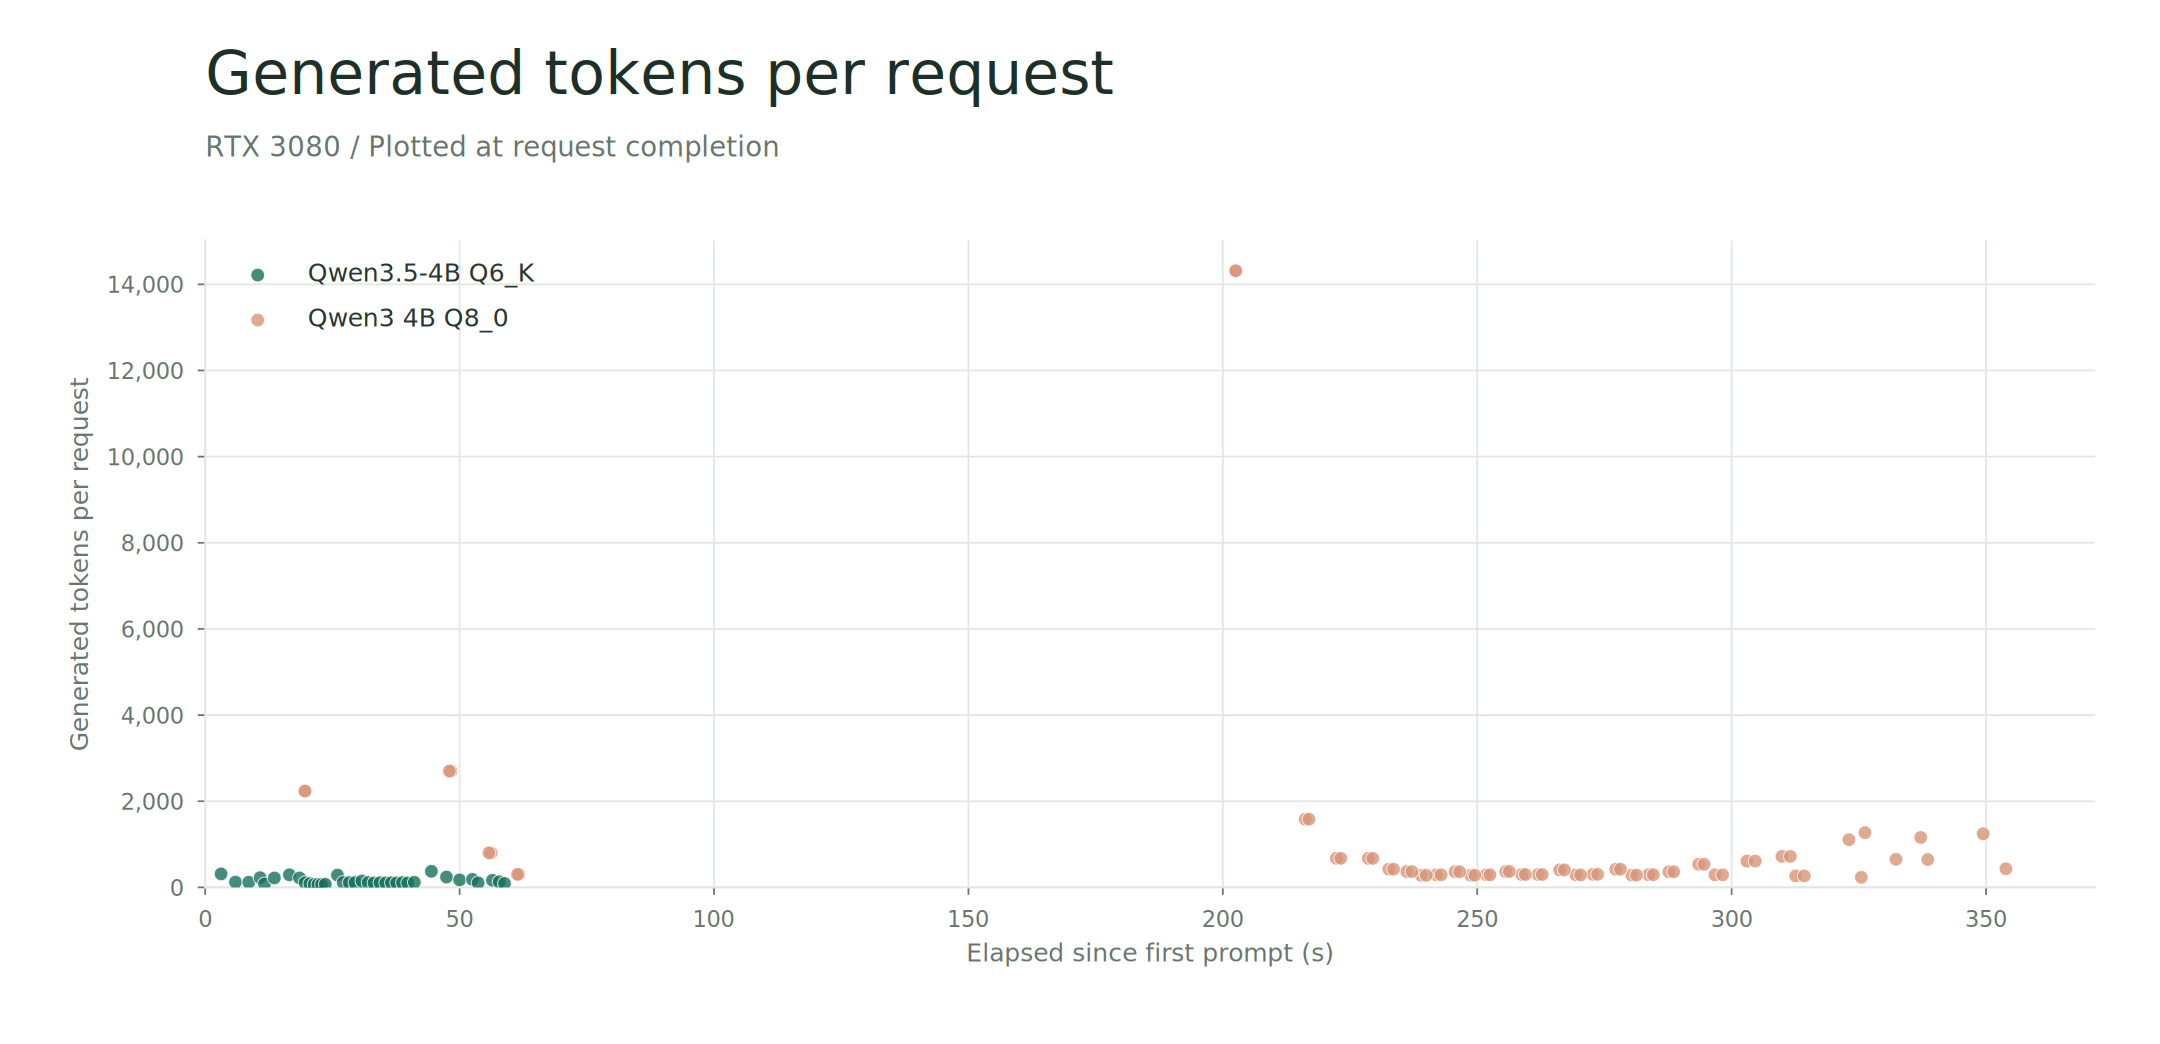 Generated tokens per request
RTX 3080 / Plotted at request completion
Qwen3.5-4B Q6_K
Qwen3 4B Q8_0
Generated tokens per request
14,000
12,000
10,000
8,000
6,000
4,000
2,000
0
0 50 100 150 200 250 300 350
Elapsed since first prompt (s)